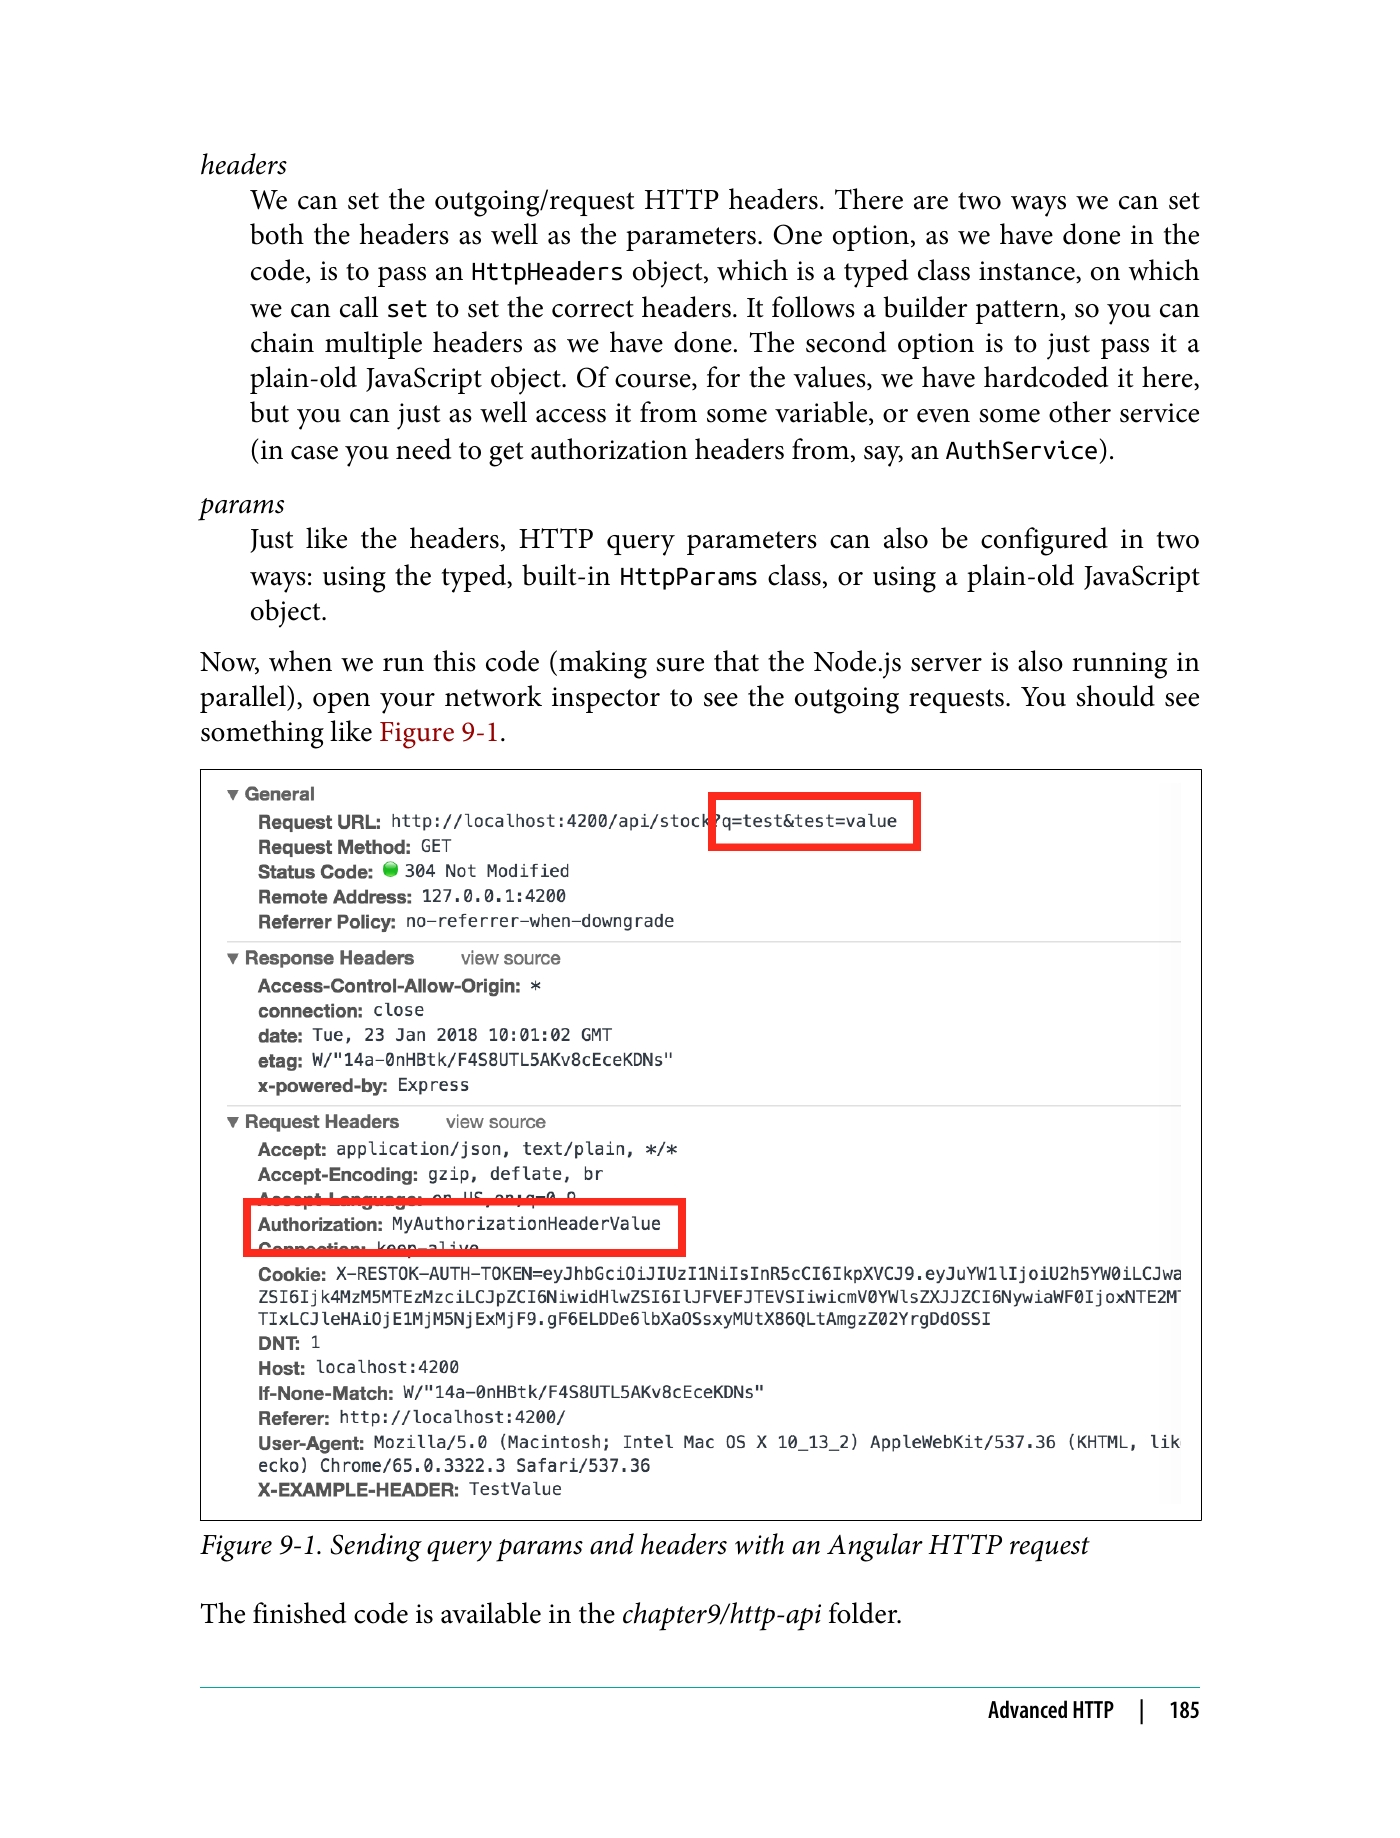 headers
We can set the outgoing/request HTTP headers. There are two ways we can set
both the headers as well as the parameters. One option, as we have done in the
code, is to pass an HttpHeaders object, which is a typed class instance, on which
we can call set to set the correct headers. It follows a builder pattern, so you can
chain multiple headers as we have done. The second option is to just pass it a
plain-old JavaScript object. Of course, for the values, we have hardcoded it here,
but you can just as well access it from some variable, or even some other service
(in case you need to get authorization headers from, say, an AuthService).
params
Just like the headers, HTTP query parameters can also be configured in two
ways: using the typed, built-in HttpParams class, or using a plain-old JavaScript
object.
Now, when we run this code (making sure that the Node.js server is also running in
parallel), open your network inspector to see the outgoing requests. You should see
something like Figure 9-1.
▼ General
Request URL: http://localhost:4200/api/stock?q=test&test=value
Request Method: GET
Status Code: 304 Not Modified
Remote Address: 127.0.0.1:4200
Referrer Policy: no-referrer-when-downgrade
▼ Response Headers view source
Access-Control-Allow-Origin: *
connection: close
date: Tue, 23 Jan 2018 10:01:02 GMT
etag: W/"14a-0nHBtk/F4S8UTL5AKv8cEceKDNs"
x-powered-by: Express
▼ Request Headers view source
Accept: application/json, text/plain, */*
Accept-Encoding: gzip, deflate, br
Accept-Language: en-US,en;q=0.9
Authorization: MyAuthorizationHeaderValue
Connection: keep-alive
Cookie: X-RESTOK-AUTH-TOKEN=eyJhbGciOiJIUzI1NiIsInR5cCI6IkpXVCJ9.eyJuYW1lIjoiU2h5YW0iLCJwa
ZSI6Ijk4MzM5MTEzMzciLCJpZCI6NiwidHlwZSI6IlJFVEFJTEVSIiwicmV0YWlsZXJJZCI6NywiaWF0IjoxNTE2MT
TIxLCJleHAiOjE1MjM5NjExMjF9.gF6ELDDe6lbXaOSsxyMUtX86QLtAmgzZ02YrgDdOSSI
DNT: 1
Host: localhost:4200
If-None-Match: W/"14a-0nHBtk/F4S8UTL5AKv8cEceKDNs"
Referer: http://localhost:4200/
User-Agent: Mozilla/5.0 (Macintosh; Intel Mac OS X 10_13_2) AppleWebKit/537.36 (KHTML, lik
ecko) Chrome/65.0.3322.3 Safari/537.36
X-EXAMPLE-HEADER: TestValue
Figure 9-1. Sending query params and headers with an Angular HTTP request
The finished code is available in the chapter9/http-api folder.
Advanced HTTP | 185